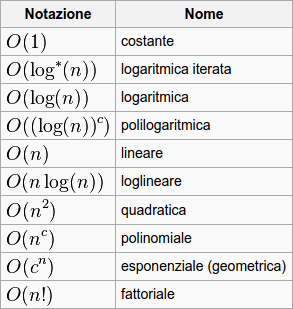 Notazione Nome
O(1) costante
O(log*(n)) logaritmica iterata
O(log(n)) logaritmica
O((log(n))^c) polilogaritmica
O(n) lineare
O(n log(n)) loglineare
O(n²) quadratica
O(n^c) polinomiale
O(c^n) esponenziale (geometrica)
O(n!) fattoriale